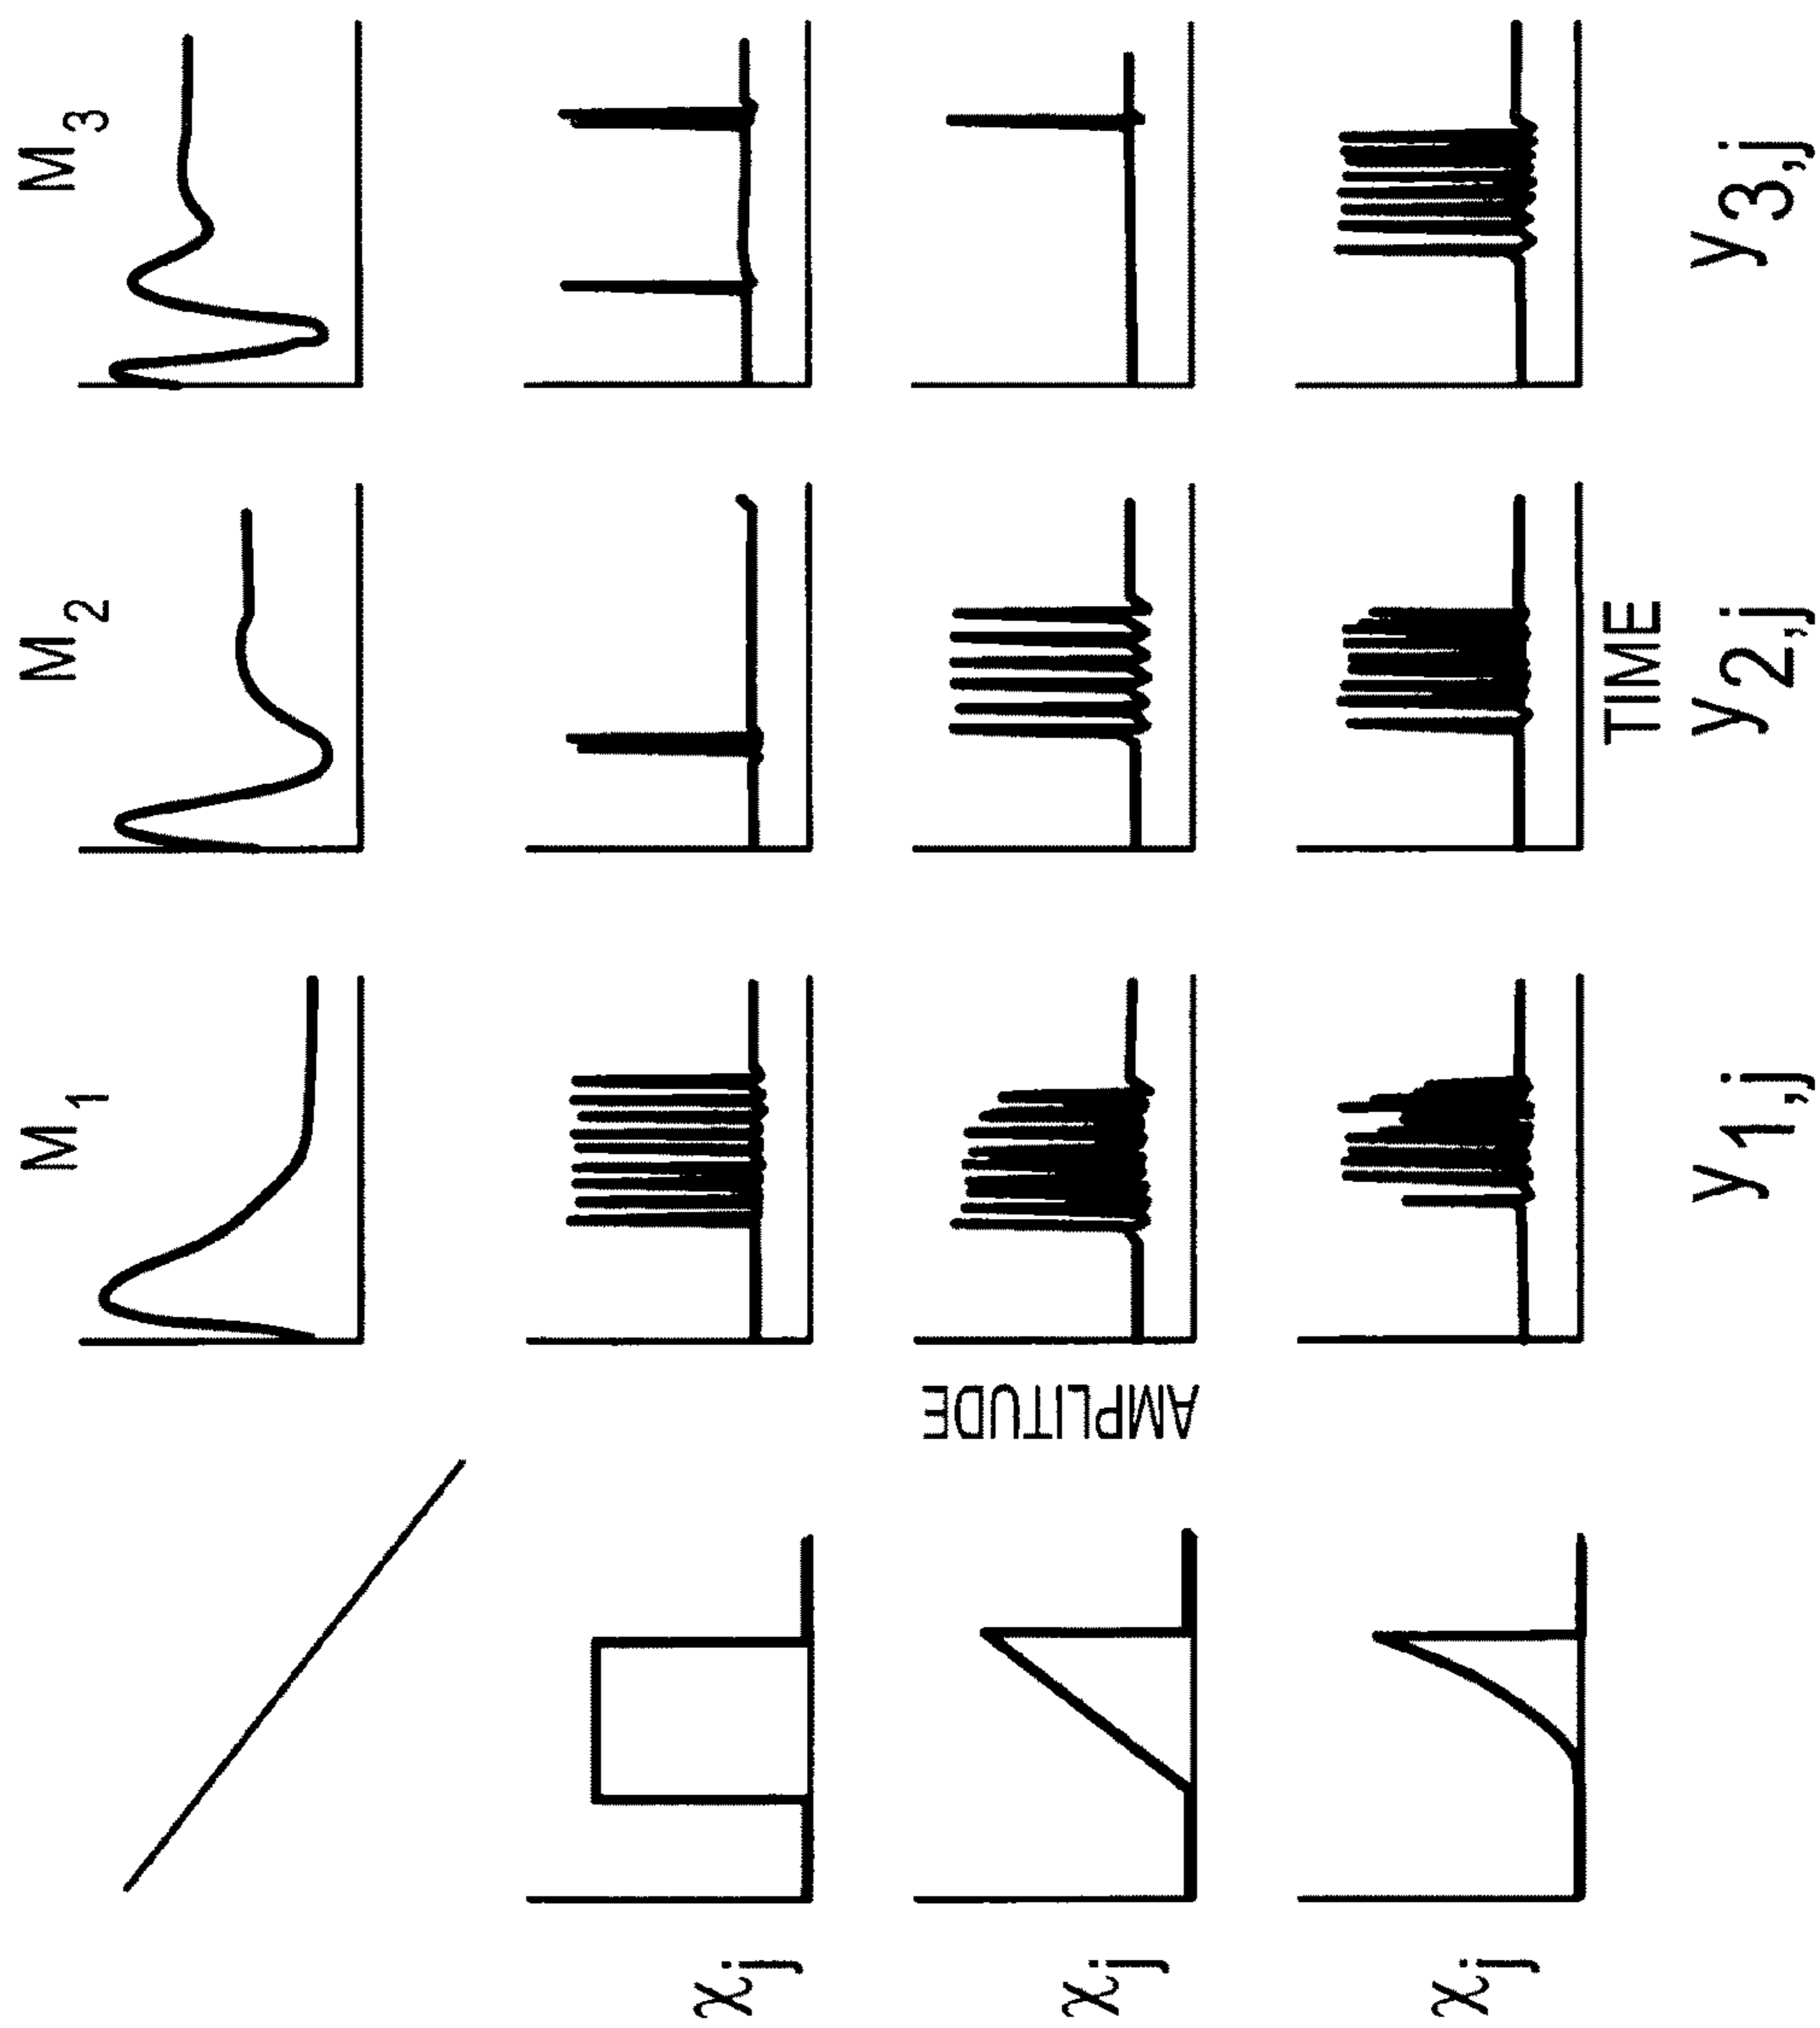 M1 M2 M3
χj
χj
AMPLITUDE
χj
TIME
y1,j y2,j y3,j